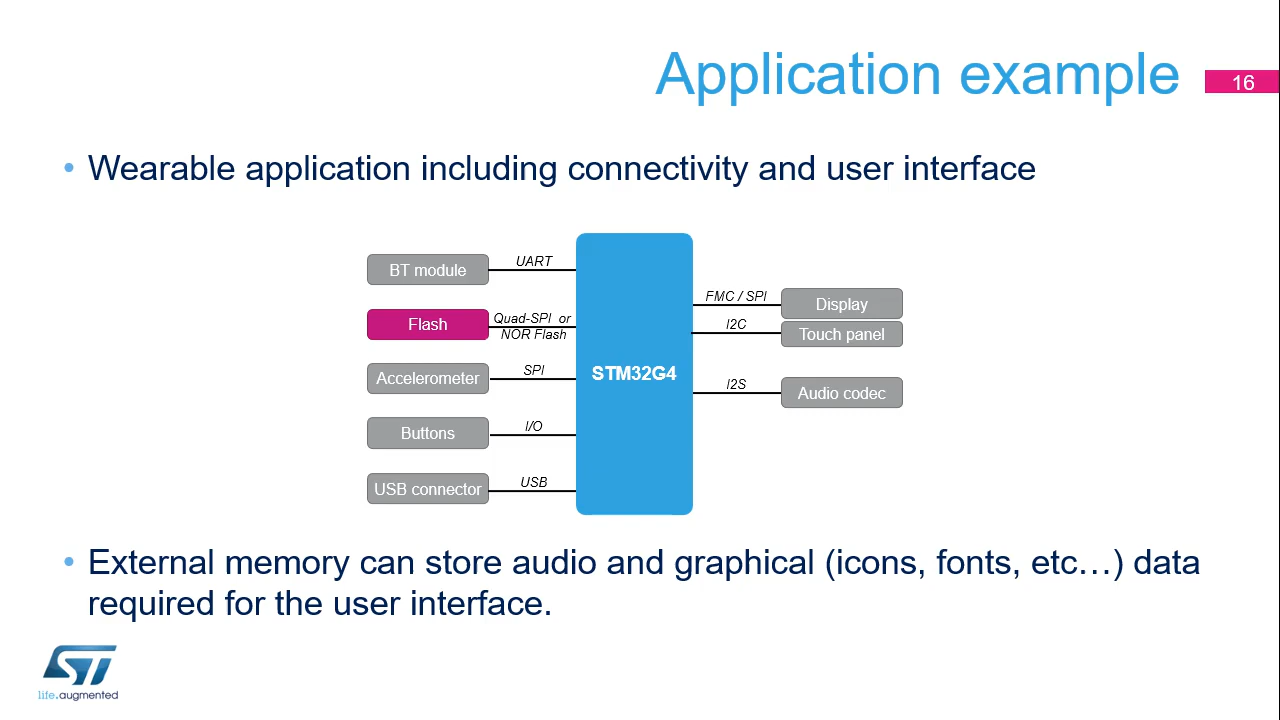 Application example
16
• Wearable application including connectivity and user interface
BT module
UART
Flash
Quad-SPI or
NOR Flash
Accelerometer
SPI
Buttons
I/O
USB connector
USB
STM32G4
FMC / SPI
Display
I2C
Touch panel
I2S
Audio codec
• External memory can store audio and graphical (icons, fonts, etc…) data
required for the user interface.
ST
life.augmented